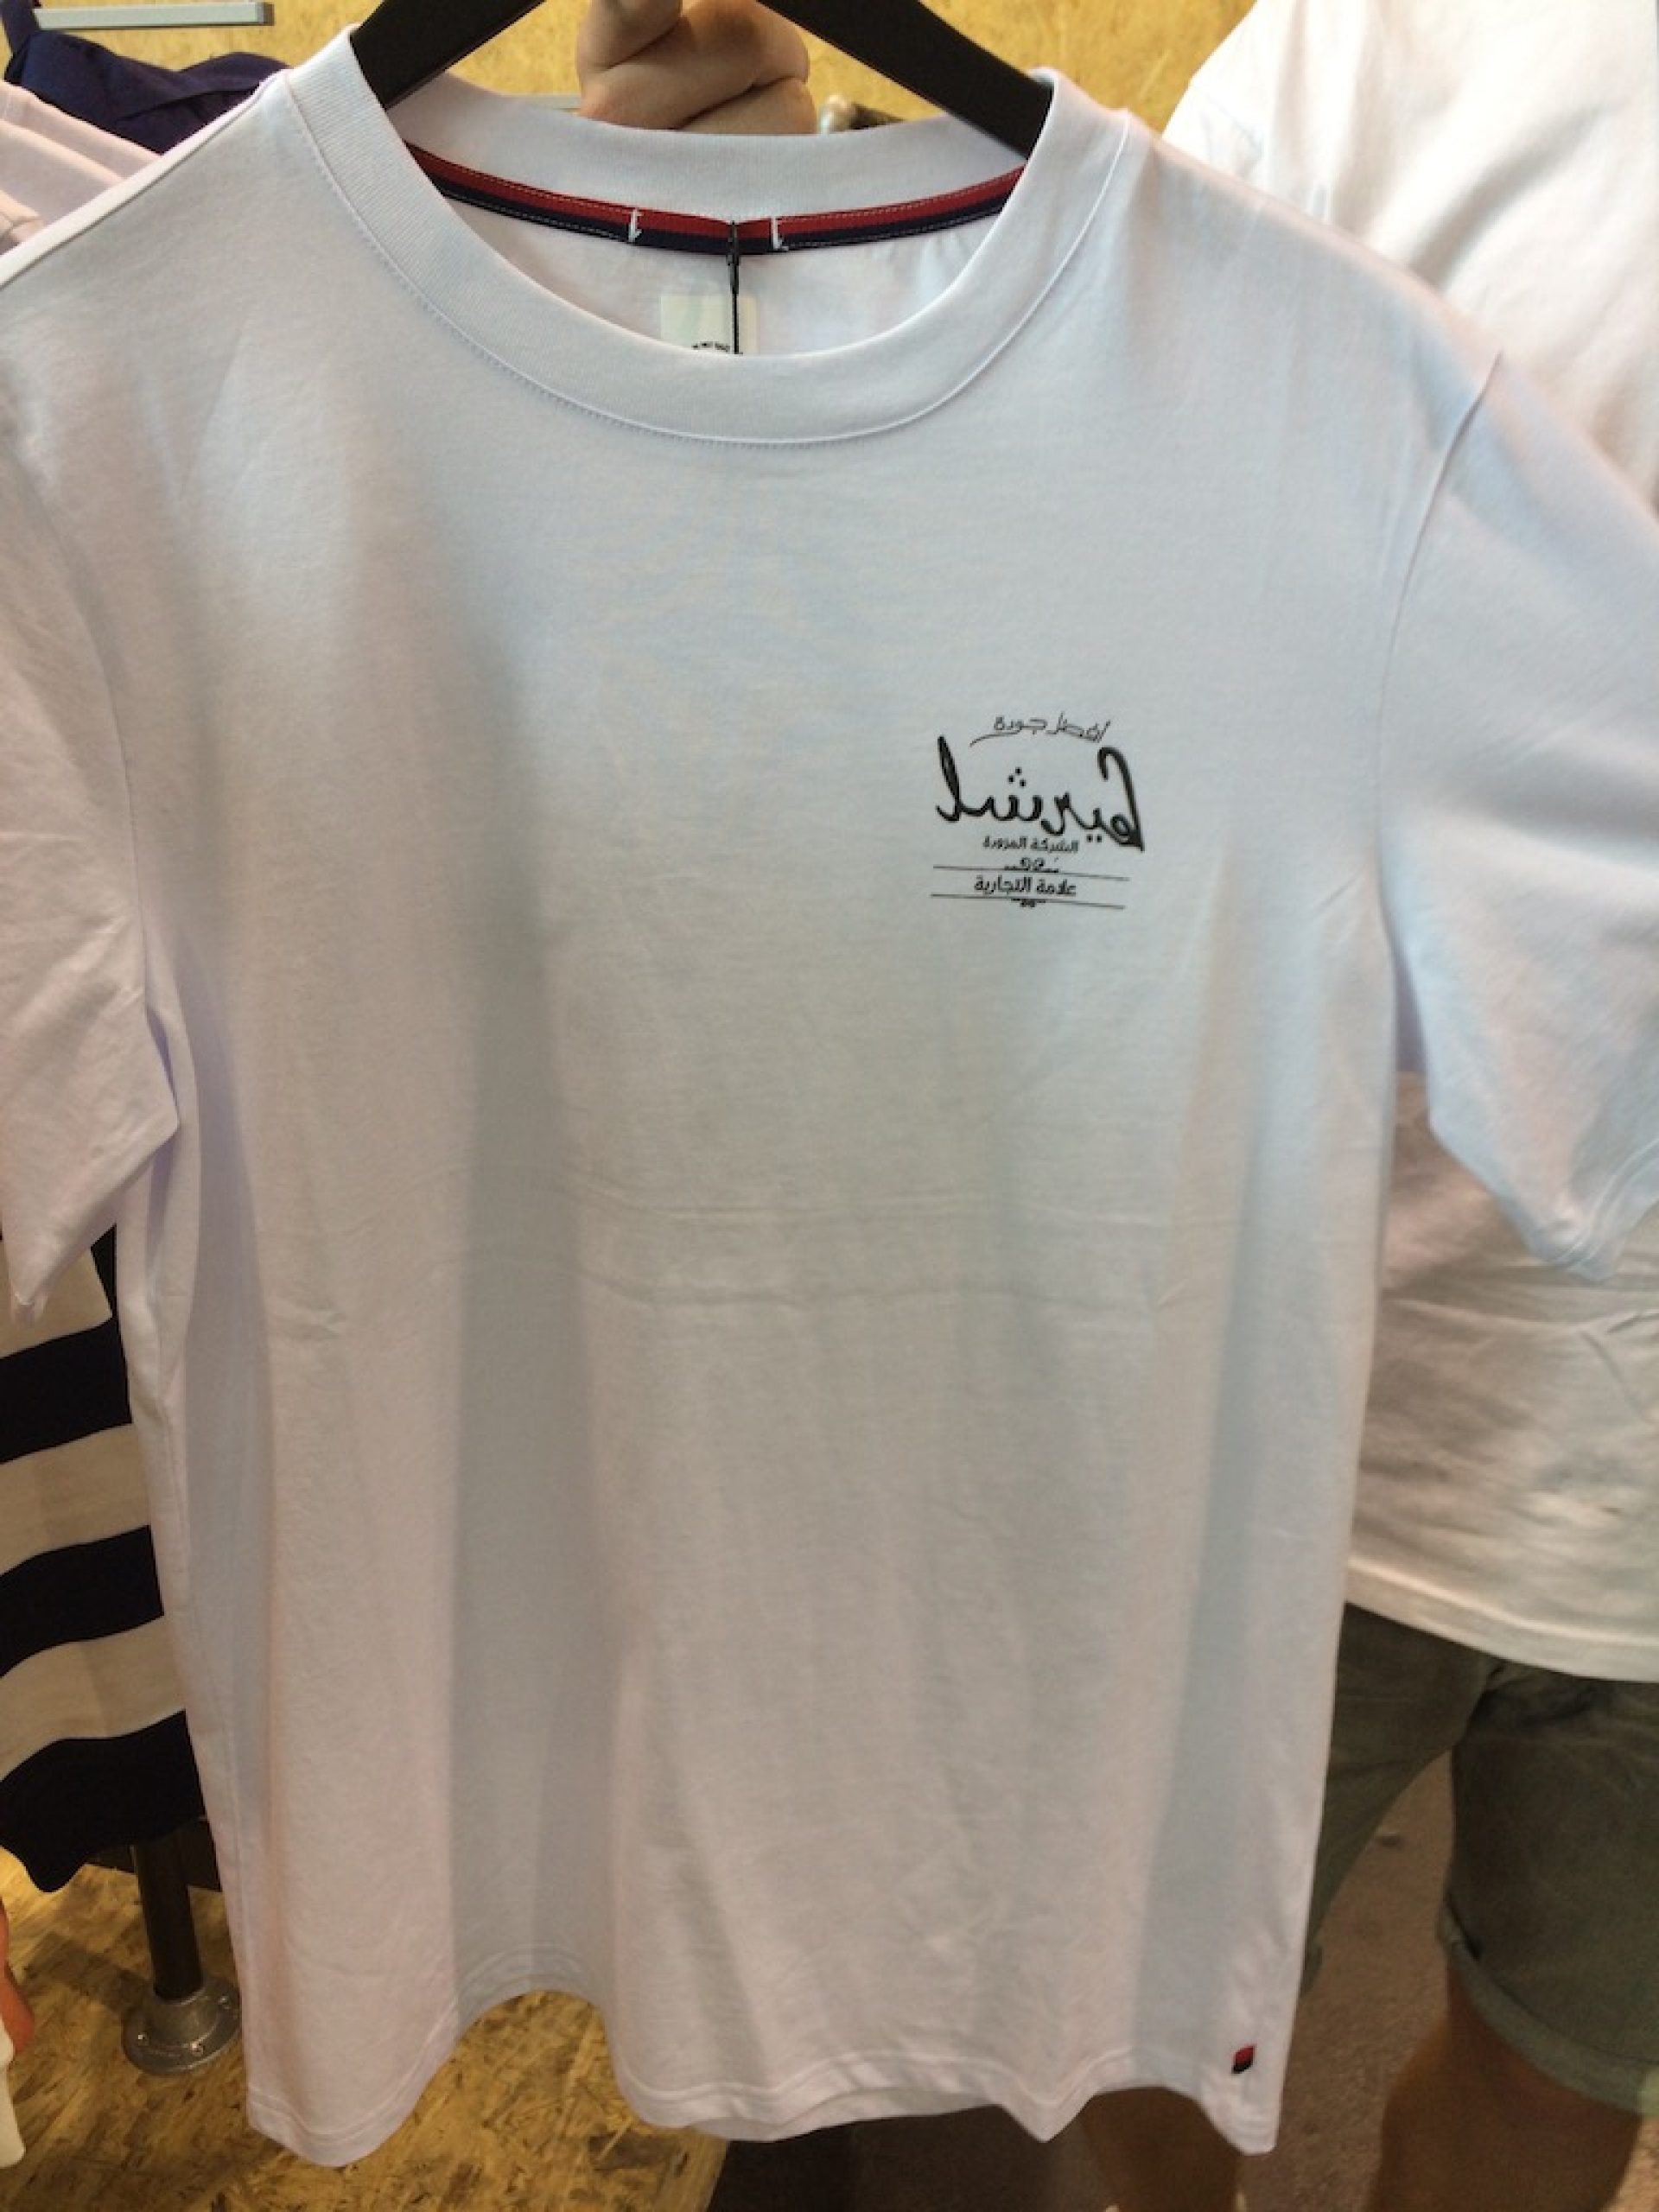 أفضل جودة
هيرشل
الشركة المزودة
علامة التجارية